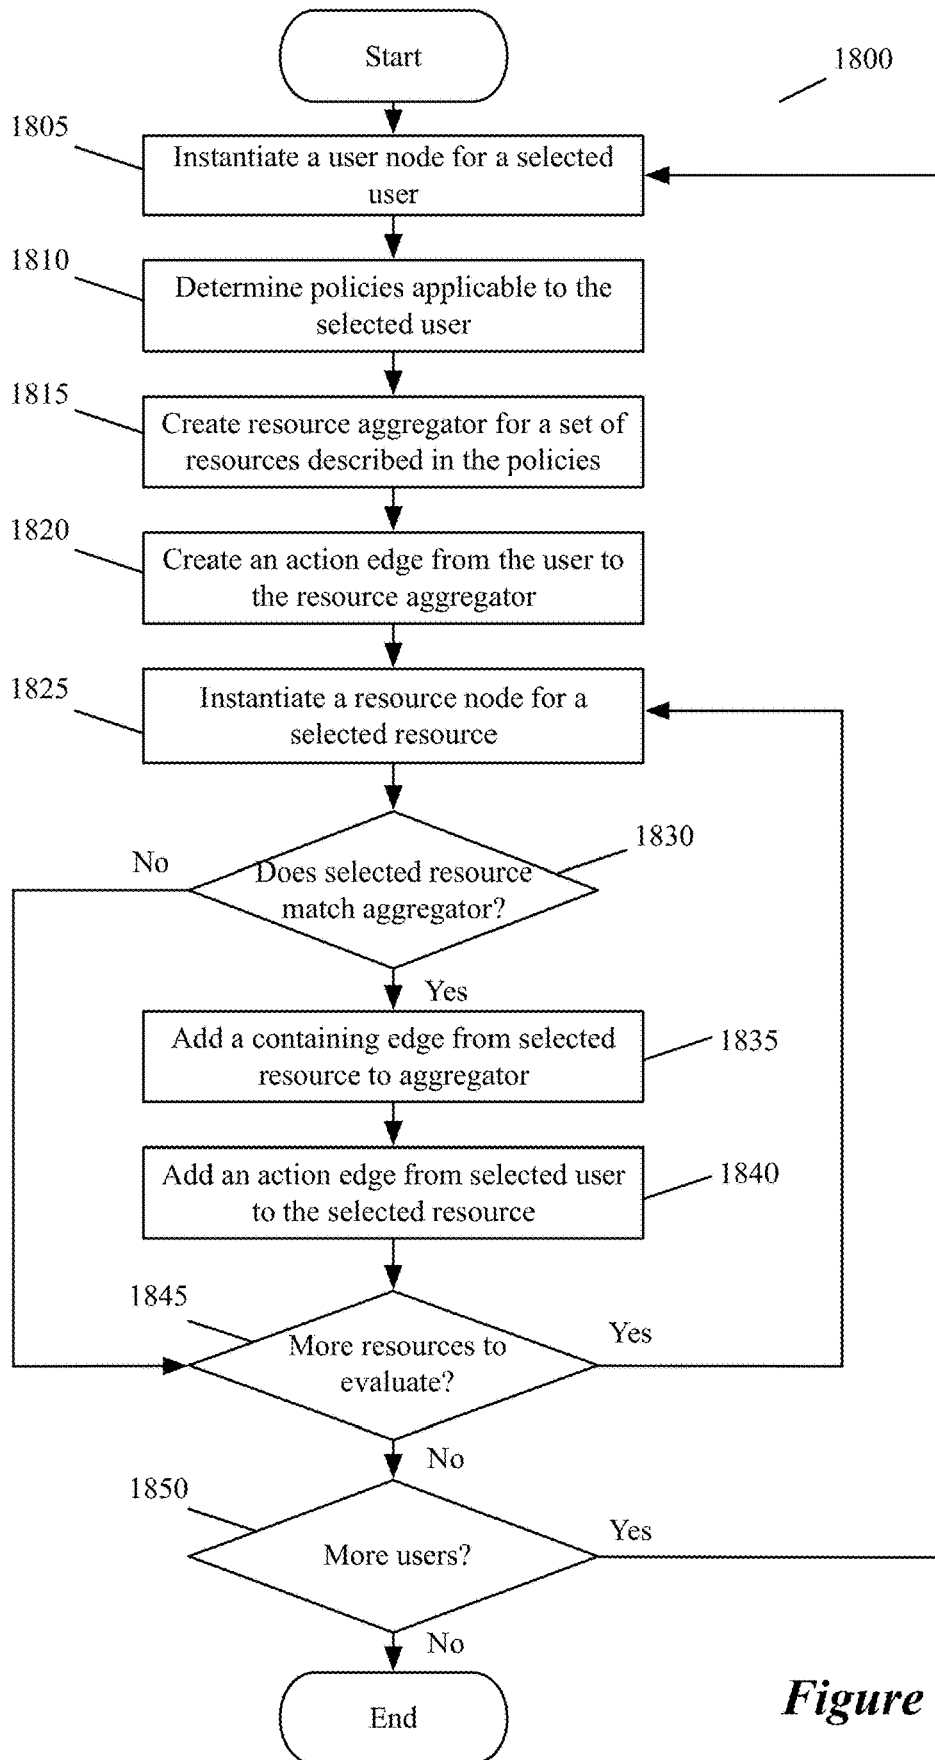 Start
1800
1805
Instantiate a user node for a selected
user
1810
Determine policies applicable to the
selected user
1815
Create resource aggregator for a set of
resources described in the policies
1820
Create an action edge from the user to
the resource aggregator
1825
Instantiate a resource node for a
selected resource
1830
No
Does selected resource
match aggregator?
Yes
Add a containing edge from selected
resource to aggregator
1835
Add an action edge from selected user
to the selected resource
1840
1845
More resources to
evaluate?
Yes
No
1850
More users?
Yes
No
End
Figure